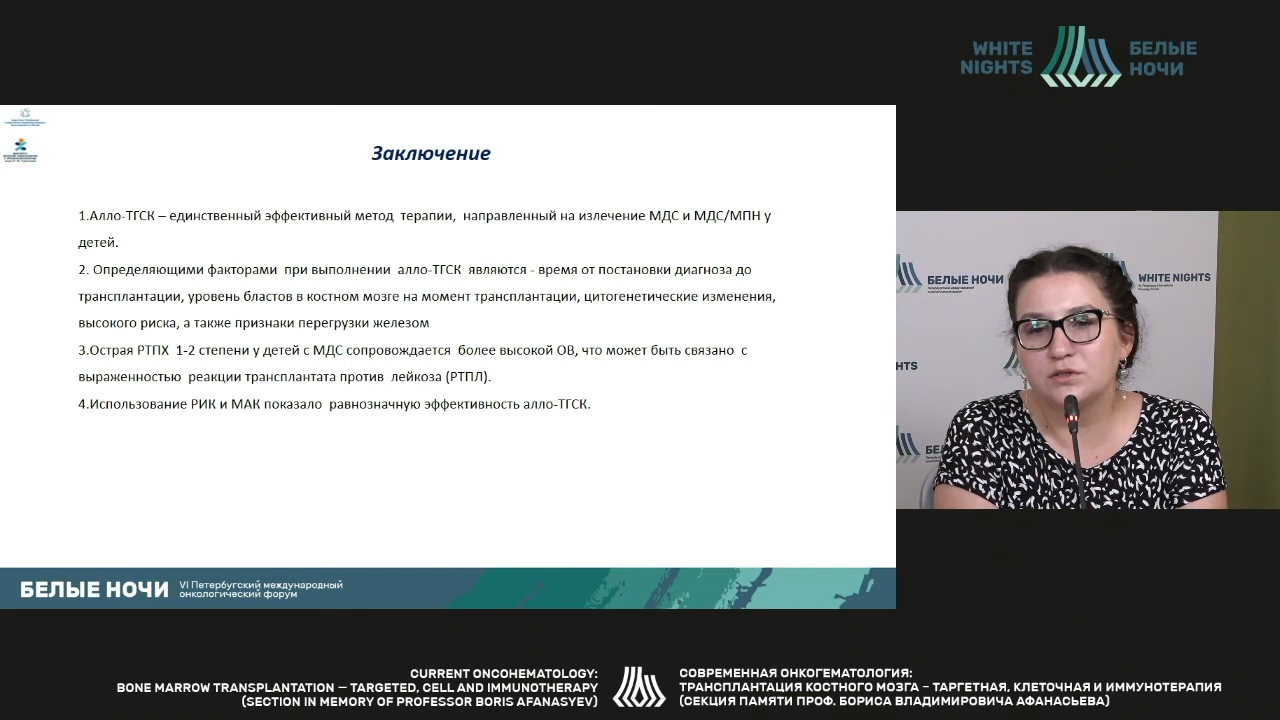 WHITE
NIGHTS
БЕЛЫЕ
НОЧИ
Заключение
1.Алло-ТГСК – единственный эффективный метод терапии, направленный на излечение МДС и МДС/МПН у
детей.
2. Определяющими факторами при выполнении алло-ТГСК являются - время от постановки диагноза до
трансплантации, уровень бластов в костном мозге на момент трансплантации, цитогенетические изменения,
высокого риска, а также признаки перегрузки железом
3.Острая РТПХ 1-2 степени у детей с МДС сопровождается более высокой ОВ, что может быть связано с
выраженностью реакции трансплантата против лейкоза (РТПЛ).
4.Использование РИК и МАК показало равнозначную эффективность алло-ТГСК.
БЕЛЫЕ НОЧИ
WHITE NIGHTS
NTS
БЕ
БЕЛЫЕ НОЧИ
VI Петербугский международный
онкологический форум
CURRENT ONCOHEMATOLOGY:
BONE MARROW TRANSPLANTATION — TARGETED, CELL AND IMMUNOTHERAPY
(SECTION IN MEMORY OF PROFESSOR BORIS AFANASYEV)
СОВРЕМЕННАЯ ОНКОГЕМАТОЛОГИЯ:
ТРАНСПЛАНТАЦИЯ КОСТНОГО МОЗГА – ТАРГЕТНАЯ, КЛЕТОЧНАЯ И ИММУНОТЕРАПИЯ
(СЕКЦИЯ ПАМЯТИ ПРОФ. БОРИСА ВЛАДИМИРОВИЧА АФАНАСЬЕВА)